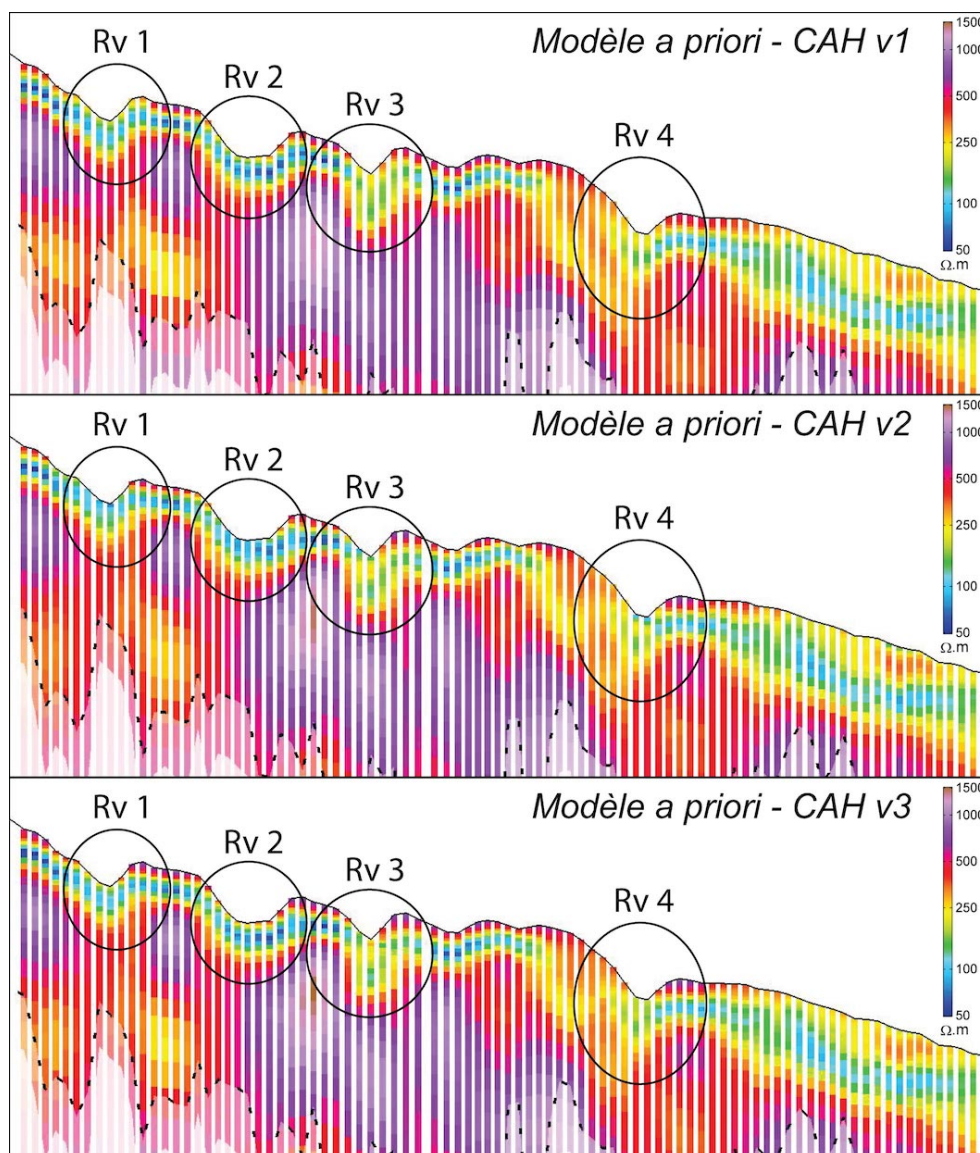 Modèle a priori - CAH v1
Rv 1
Rv 2
Rv 3
Rv 4
1500
1000
500
250
100
50
Ω.m
Modèle a priori - CAH v2
Rv 1
Rv 2
Rv 3
Rv 4
1500
1000
500
250
100
50
Ω.m
Modèle a priori - CAH v3
Rv 1
Rv 2
Rv 3
Rv 4
1500
1000
500
250
100
50
Ω.m